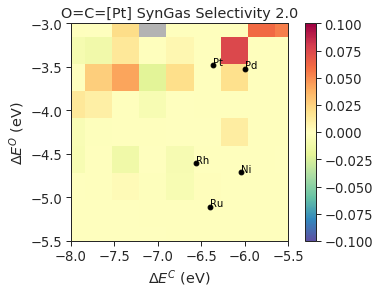 O=C=[Pt] SynGas Selectivity 2.0
−3.0
−3.5
−4.0
−4.5
−5.0
−5.5
ΔE^O (eV)
Pt
Pd
Rh
Ni
Ru
−8.0 −7.5 −7.0 −6.5 −6.0 −5.5
ΔE^C (eV)
0.100
0.075
0.050
0.025
0.000
−0.025
−0.050
−0.075
−0.100